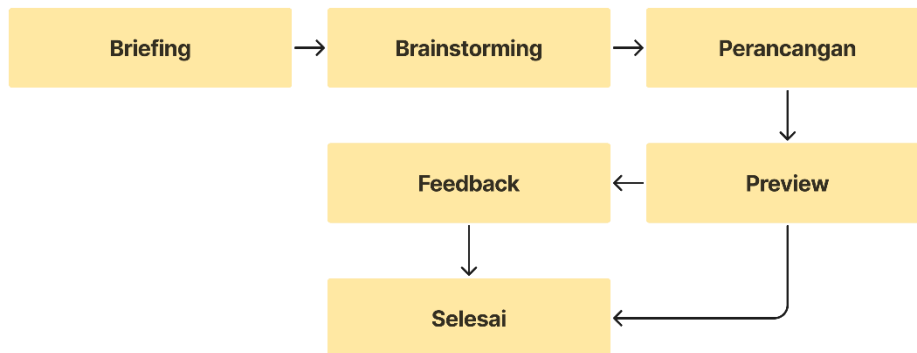 Briefing
Brainstorming
Perancangan
Feedback
Preview
Selesai